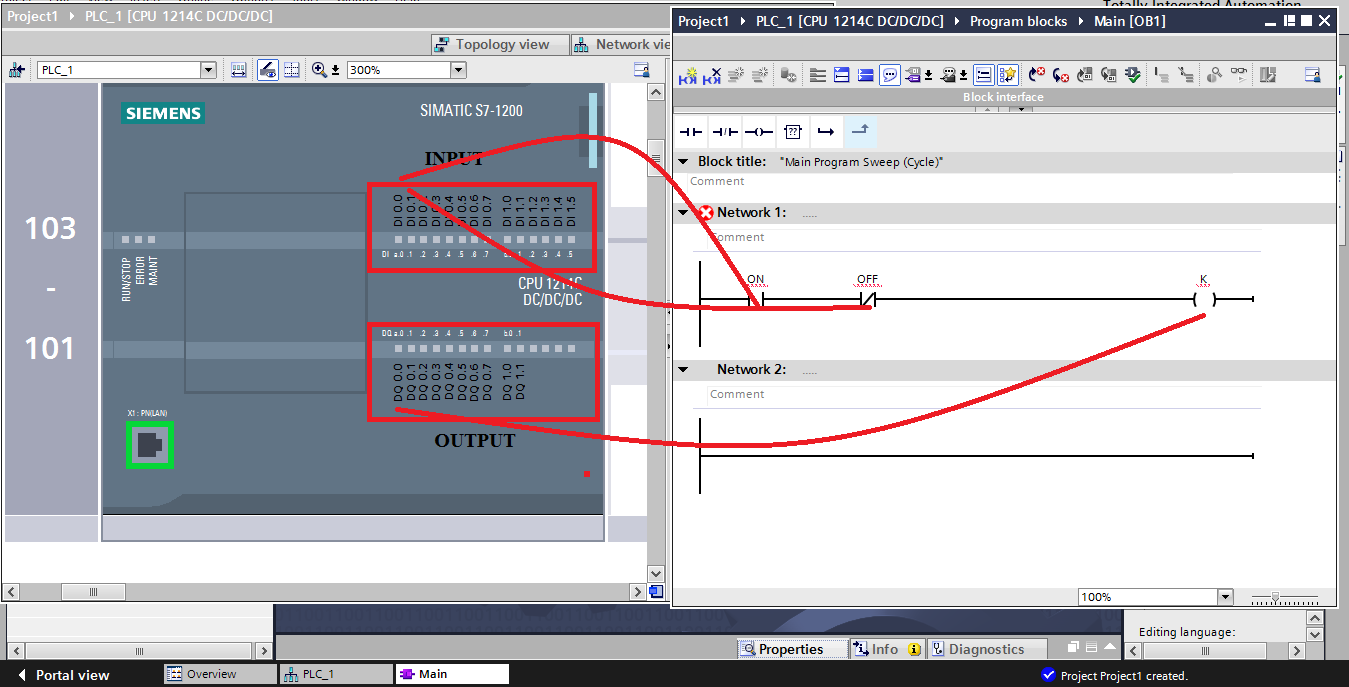 Totally Integrated Automation
Project1 PLC_1 [CPU 1214C DC/DC/DC]
Topology view Network vie
PLC_1 300%
SIEMENS
SIMATIC S7-1200
INPUT
DI 0.0 DI 0.1 DI 0.2 DI 0.3 DI 0.4 DI 0.5 DI 0.6 DI 0.7 DI 1.0 DI 1.1 DI 1.2 DI 1.3 DI 1.4 DI 1.5
103
-
101
DI a.0 .1 .2 .3 .4 .5 .6 .7 .1 .2 .3 .4 .5
RUN/STOP
ERROR
MAINT
CPU 1214C
DC/DC/DC
DQ a.0 .1 .2 .3 .4 .5 .6 .7 b.0 .1
DQ 0.0 DQ 0.1 DQ 0.2 DQ 0.3 DQ 0.4 DQ 0.5 DQ 0.6 DQ 0.7 DQ 1.0 DQ 1.1
X1 : PN(LAN)
OUTPUT
Project1 PLC_1 [CPU 1214C DC/DC/DC] Program blocks Main [OB1]
Block interface
??
Block title: "Main Program Sweep (Cycle)"
Comment
Network 1: .....
Comment
ON OFF K
Network 2: .....
Comment
100%
Editing language:
Properties Info Diagnostics
Portal view Overview PLC_1 Main Project Project1 created.